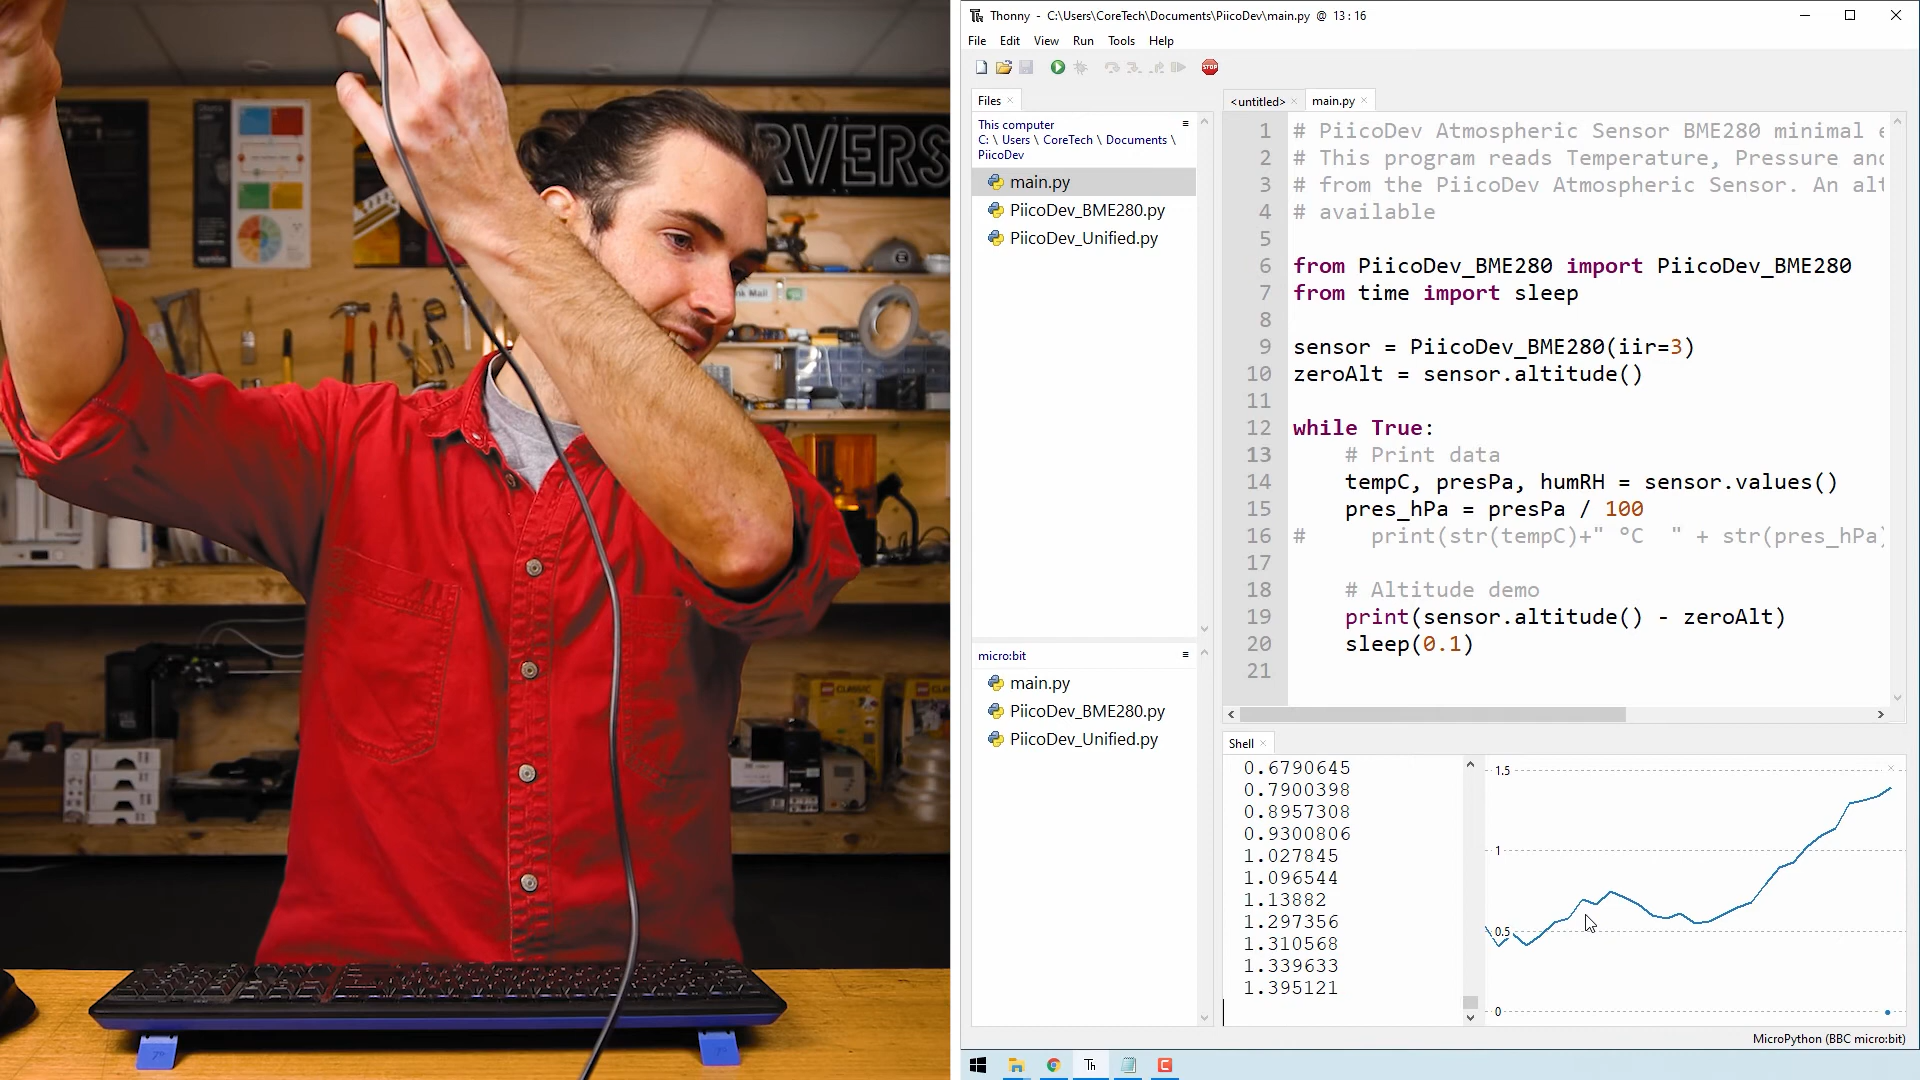 RVERS
nk Mail
CLASSIC
Thonny - C:\Users\CoreTech\Documents\PiicoDev\main.py @ 13:16
File Edit View Run Tools Help
STOP
Files
This computer
C: \ Users \ CoreTech \ Documents \
PiicoDev
main.py
PiicoDev_BME280.py
PiicoDev_Unified.py
micro:bit
main.py
PiicoDev_BME280.py
PiicoDev_Unified.py
<untitled> main.py
1 # PiicoDev Atmospheric Sensor BME280 minimal e
2 # This program reads Temperature, Pressure and
3 # from the PiicoDev Atmospheric Sensor. An alt
4 # available
5
6 from PiicoDev_BME280 import PiicoDev_BME280
7 from time import sleep
8
9 sensor = PiicoDev_BME280(iir=3)
10 zeroAlt = sensor.altitude()
11
12 while True:
13 # Print data
14 tempC, presPa, humRH = sensor.values()
15 pres_hPa = presPa / 100
16 # print(str(tempC)+" °C " + str(pres_hPa)
17
18 # Altitude demo
19 print(sensor.altitude() - zeroAlt)
20 sleep(0.1)
21
Shell
0.6790645
0.7900398
0.8957308
0.9300806
1.027845
1.096544
1.13882
1.297356
1.310568
1.339633
1.395121
1.5
1
0.5
0
MicroPython (BBC micro:bit)
Th